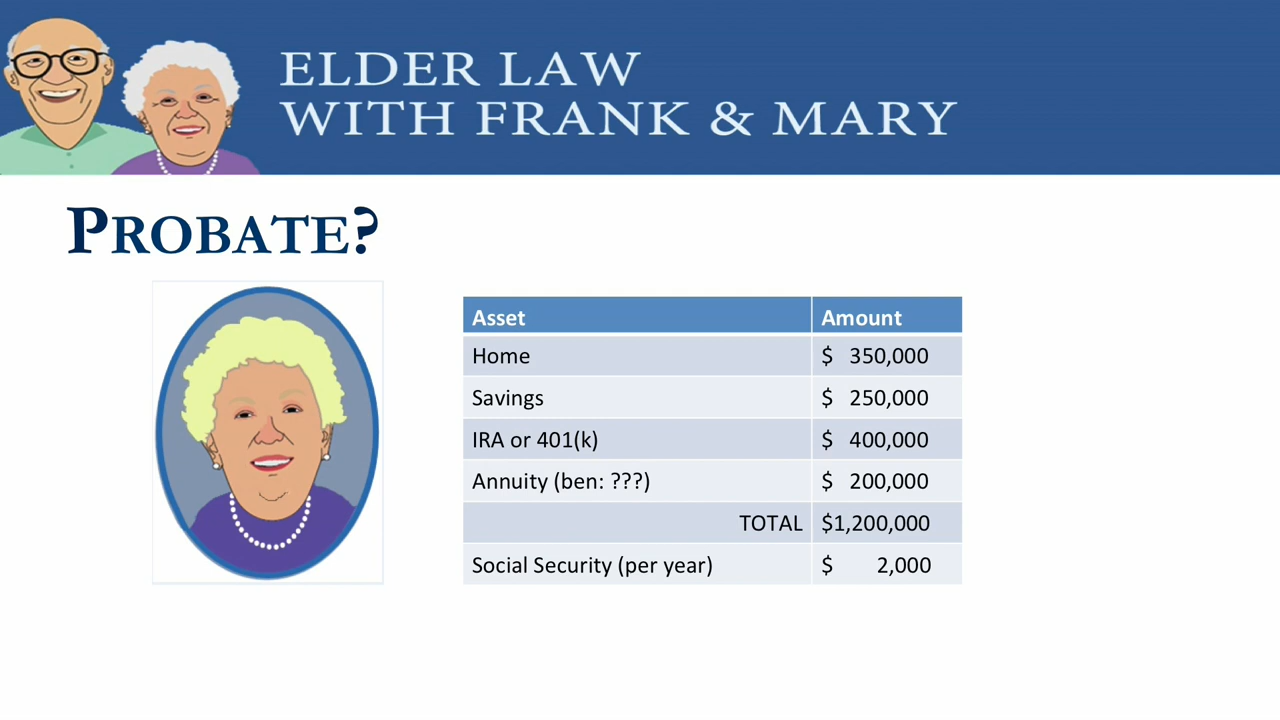 ELDER LAW
WITH FRANK & MARY
PROBATE?
Asset Amount
Home $ 350,000
Savings $ 250,000
IRA or 401(k) $ 400,000
Annuity (ben: ???) $ 200,000
TOTAL $1,200,000
Social Security (per year) $ 2,000